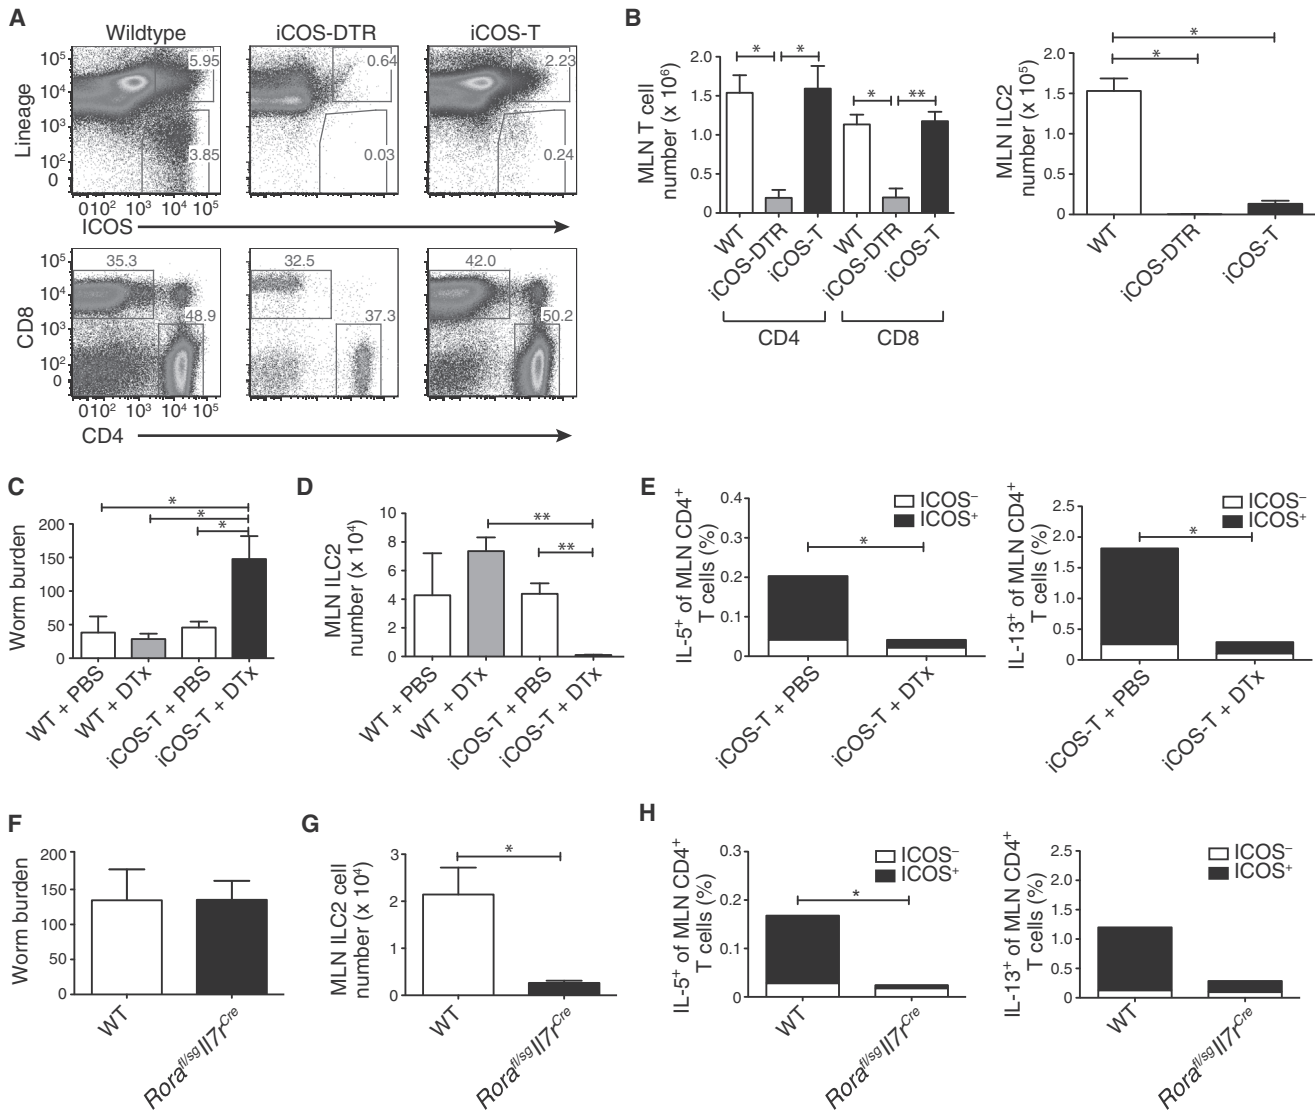 A
Wildtype
iCOS-DTR
iCOS-T
Lineage
10⁵
10⁴
10³
10²
0
5.95
3.85
0.64
0.03
2.23
0.24
0 10² 10³ 10⁴ 10⁵
ICOS
CD8
10⁵
10⁴
10³
10²
0
35.3
48.9
32.5
37.3
42.0
50.2
0 10² 10³ 10⁴ 10⁵
CD4
B
MLN T cell
number (x 10⁶)
2.0
1.5
1.0
0.5
0
* * * **
WT
iCOS-DTR
iCOS-T
WT
iCOS-DTR
iCOS-T
CD4
CD8
MLN ILC2
number (x 10⁵)
2.0
1.5
1.0
0.5
0
*
*
WT
iCOS-DTR
iCOS-T
C
Worm burden
200
150
100
50
0
*
*
*
WT + PBS
WT + DTx
iCOS-T + PBS
iCOS-T + DTx
D
MLN ILC2
number (x 10⁴)
10
8
6
4
2
0
**
**
WT + PBS
WT + DTx
iCOS-T + PBS
iCOS-T + DTx
E
IL-5⁺ of MLN CD4⁺
T cells (%)
0.4
0.3
0.2
0.1
0
ICOS⁻
ICOS⁺
*
iCOS-T + PBS
iCOS-T + DTx
IL-13⁺ of MLN CD4⁺
T cells (%)
2.5
2.0
1.5
1.0
0.5
0
ICOS⁻
ICOS⁺
*
iCOS-T + PBS
iCOS-T + DTx
F
Worm burden
200
150
100
50
0
WT
Rora^fl/sg Il7r^Cre
G
MLN ILC2 cell
number (x 10⁴)
3
2
1
0
*
WT
Rora^fl/sg Il7r^Cre
H
IL-5⁺ of MLN CD4⁺
T cells (%)
0.3
0.2
0.1
0
ICOS⁻
ICOS⁺
*
WT
Rora^fl/sg Il7r^Cre
IL-13⁺ of MLN CD4⁺
T cells (%)
2.5
2.0
1.5
1.0
0.5
0
ICOS⁻
ICOS⁺
WT
Rora^fl/sg Il7r^Cre